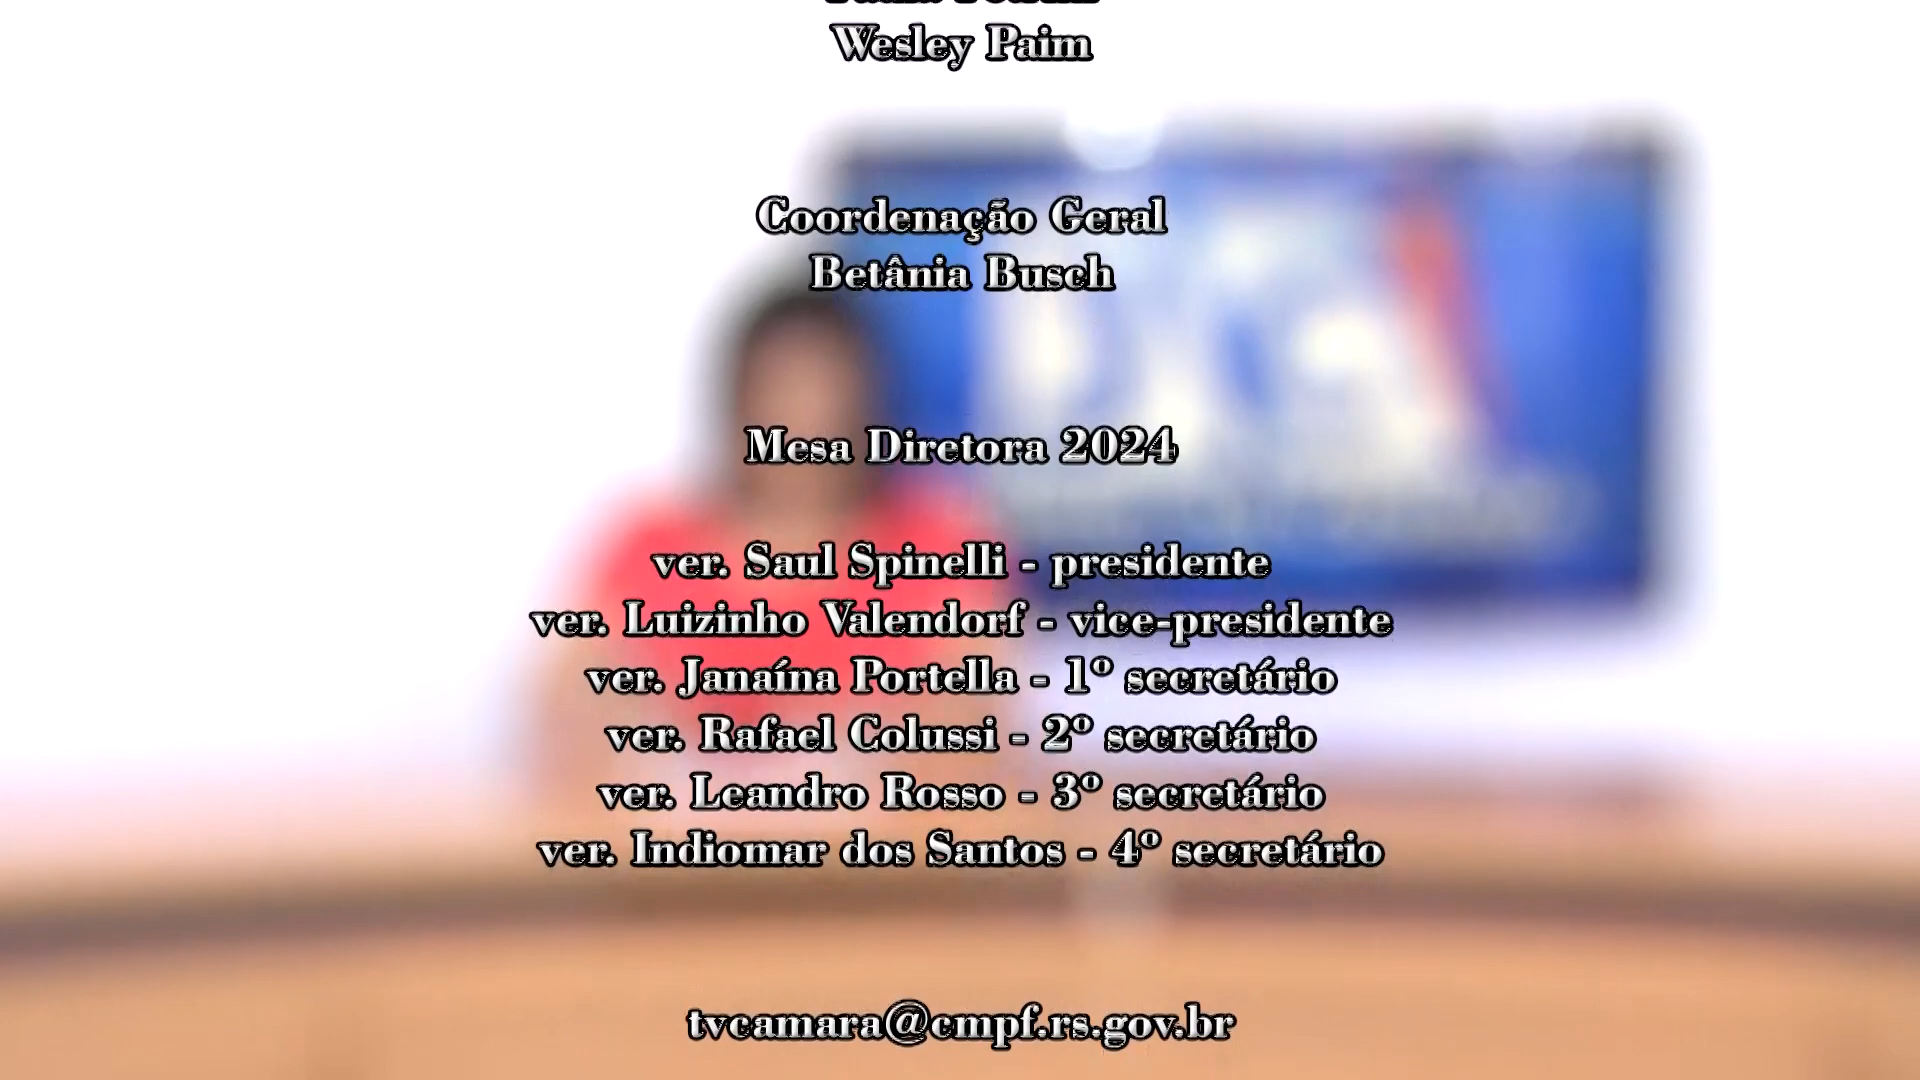 Wesley Paim
Coordenação Geral
Betânia Busch
Mesa Diretora 2024
ver. Saul Spinelli - presidente
ver. Luizinho Valendorf - vice-presidente
ver. Janaína Portella - 1º secretário
ver. Rafael Colussi - 2º secretário
ver. Leandro Rosso - 3º secretário
ver. Indiomar dos Santos - 4º secretário
tvcamara@cmpf.rs.gov.br